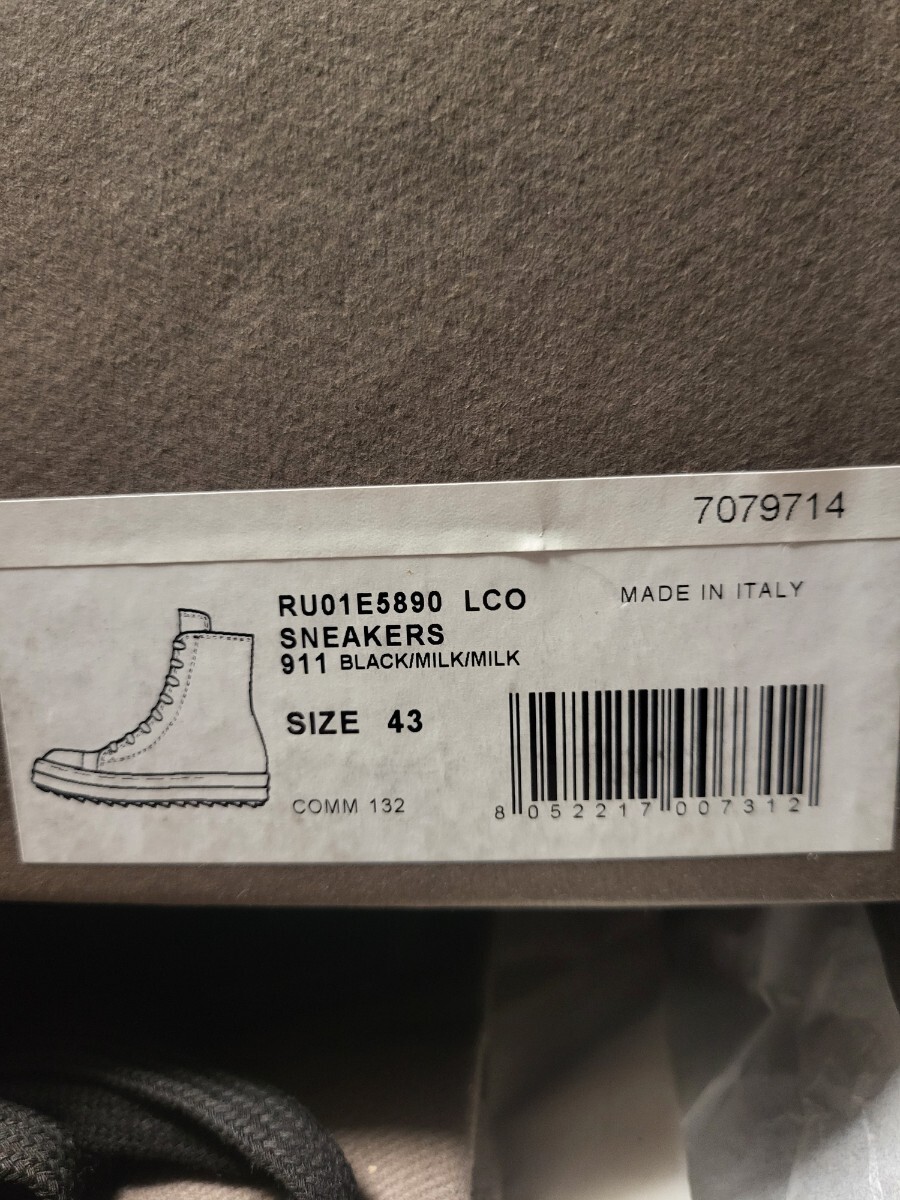 7079714
RU01E5890 LCO
MADE IN ITALY
SNEAKERS
911 BLACK/MILK/MILK
SIZE 43
COMM 132
8 052217 007312